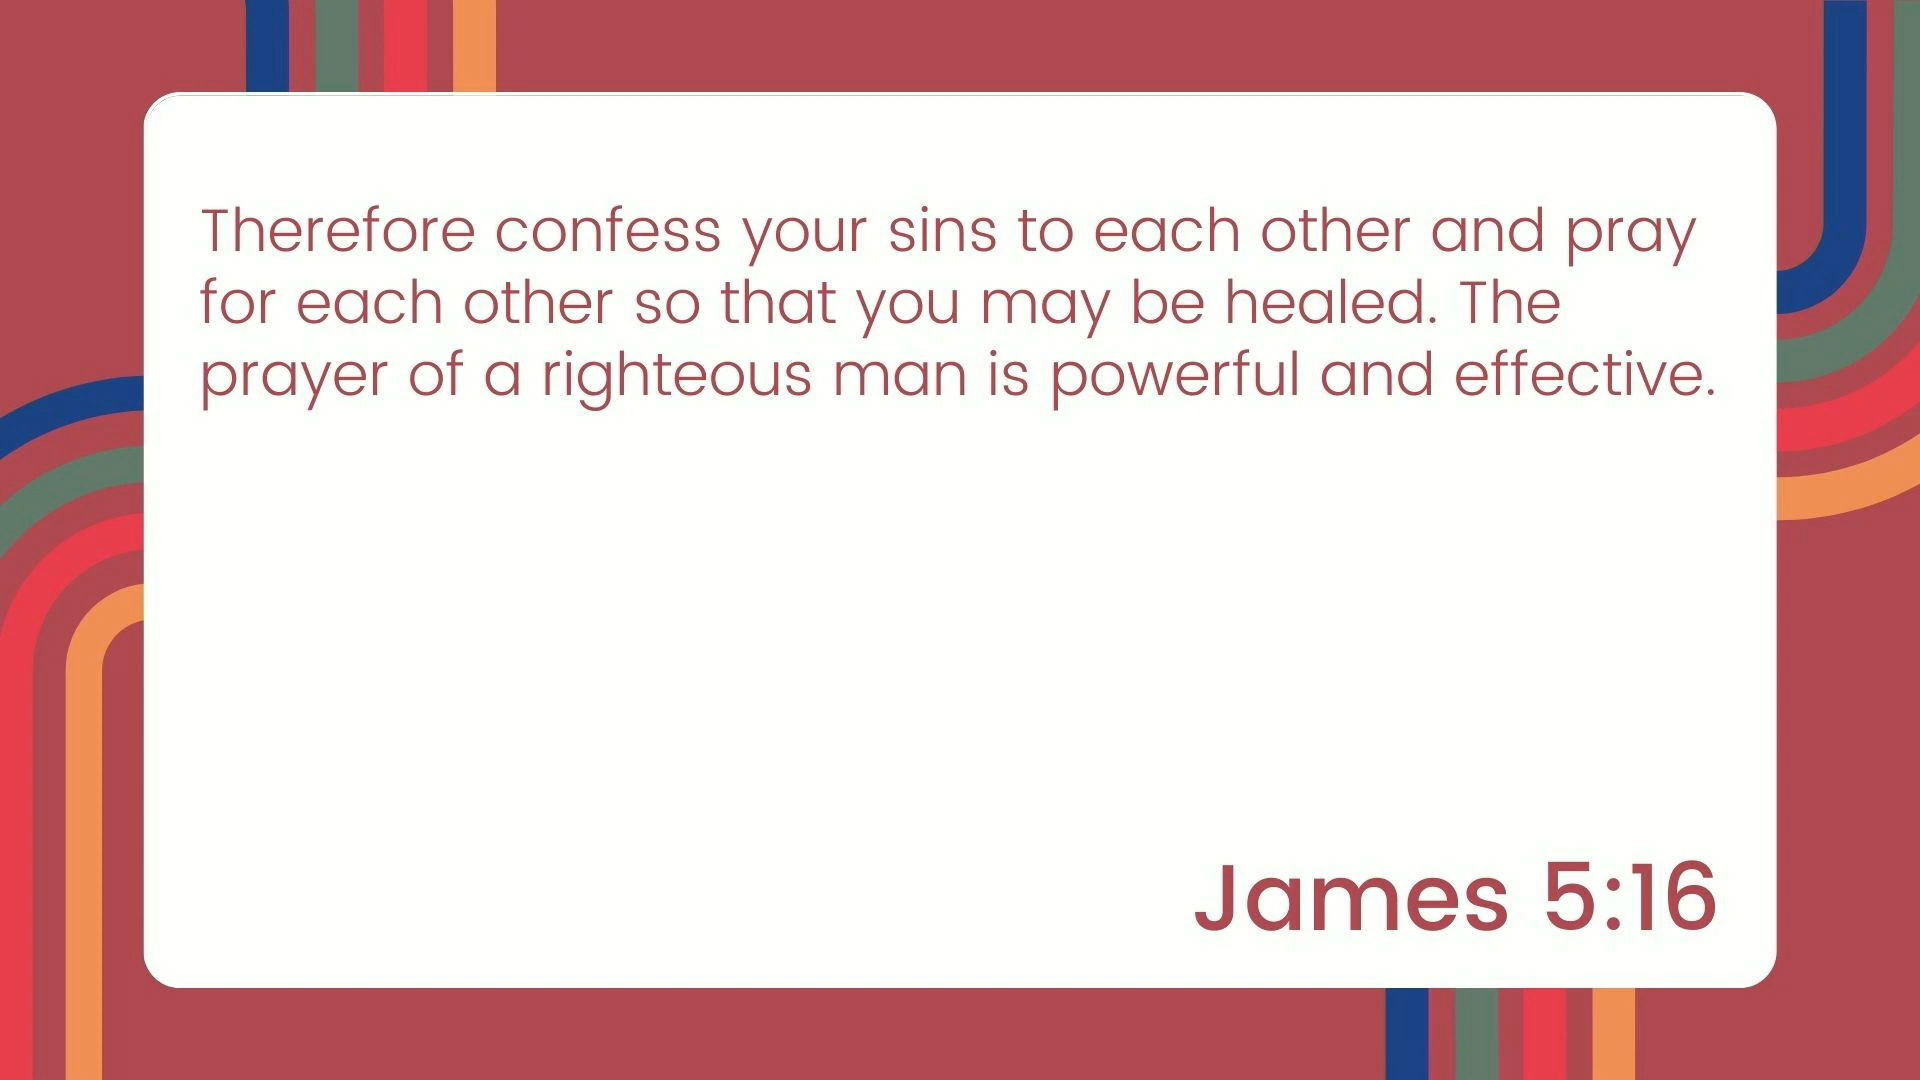 Therefore confess your sins to each other and pray
for each other so that you may be healed. The
prayer of a righteous man is powerful and effective.
James 5:16